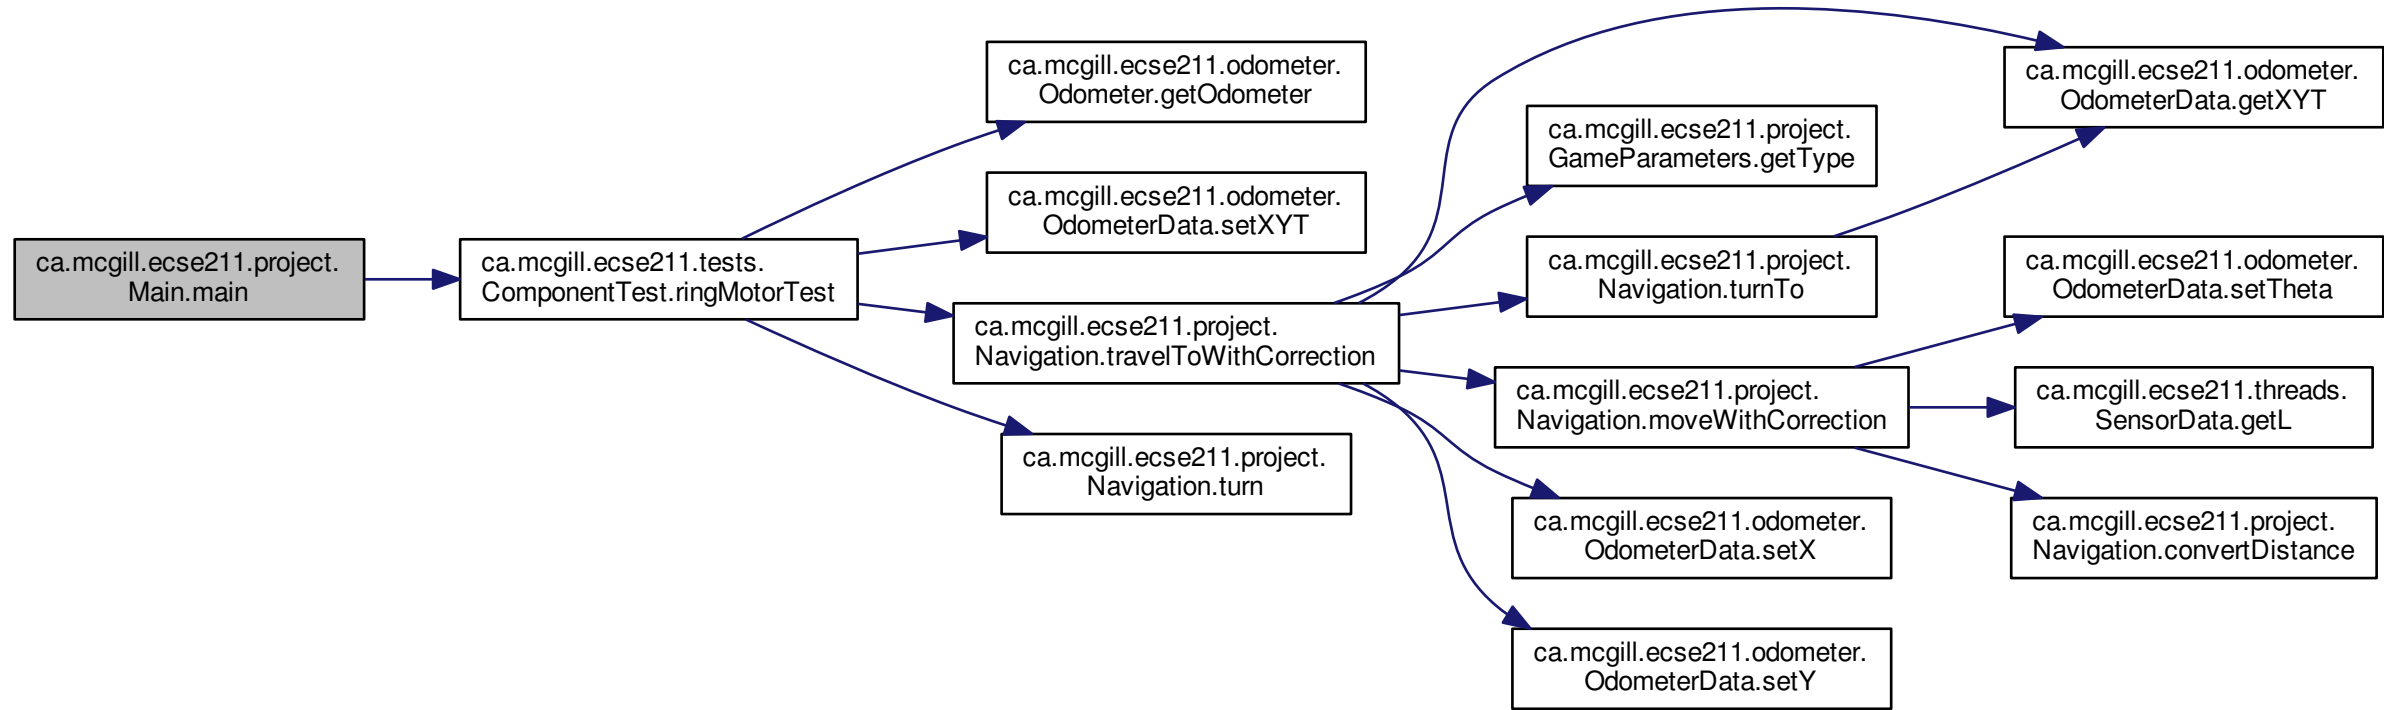 ca.mcgill.ecse211.project.
Main.main
ca.mcgill.ecse211.tests.
ComponentTest.ringMotorTest
ca.mcgill.ecse211.odometer.
Odometer.getOdometer
ca.mcgill.ecse211.odometer.
OdometerData.setXYT
ca.mcgill.ecse211.project.
Navigation.travelToWithCorrection
ca.mcgill.ecse211.project.
Navigation.turn
ca.mcgill.ecse211.project.
GameParameters.getType
ca.mcgill.ecse211.project.
Navigation.turnTo
ca.mcgill.ecse211.project.
Navigation.moveWithCorrection
ca.mcgill.ecse211.odometer.
OdometerData.setX
ca.mcgill.ecse211.odometer.
OdometerData.setY
ca.mcgill.ecse211.odometer.
OdometerData.getXYT
ca.mcgill.ecse211.odometer.
OdometerData.setTheta
ca.mcgill.ecse211.threads.
SensorData.getL
ca.mcgill.ecse211.project.
Navigation.convertDistance